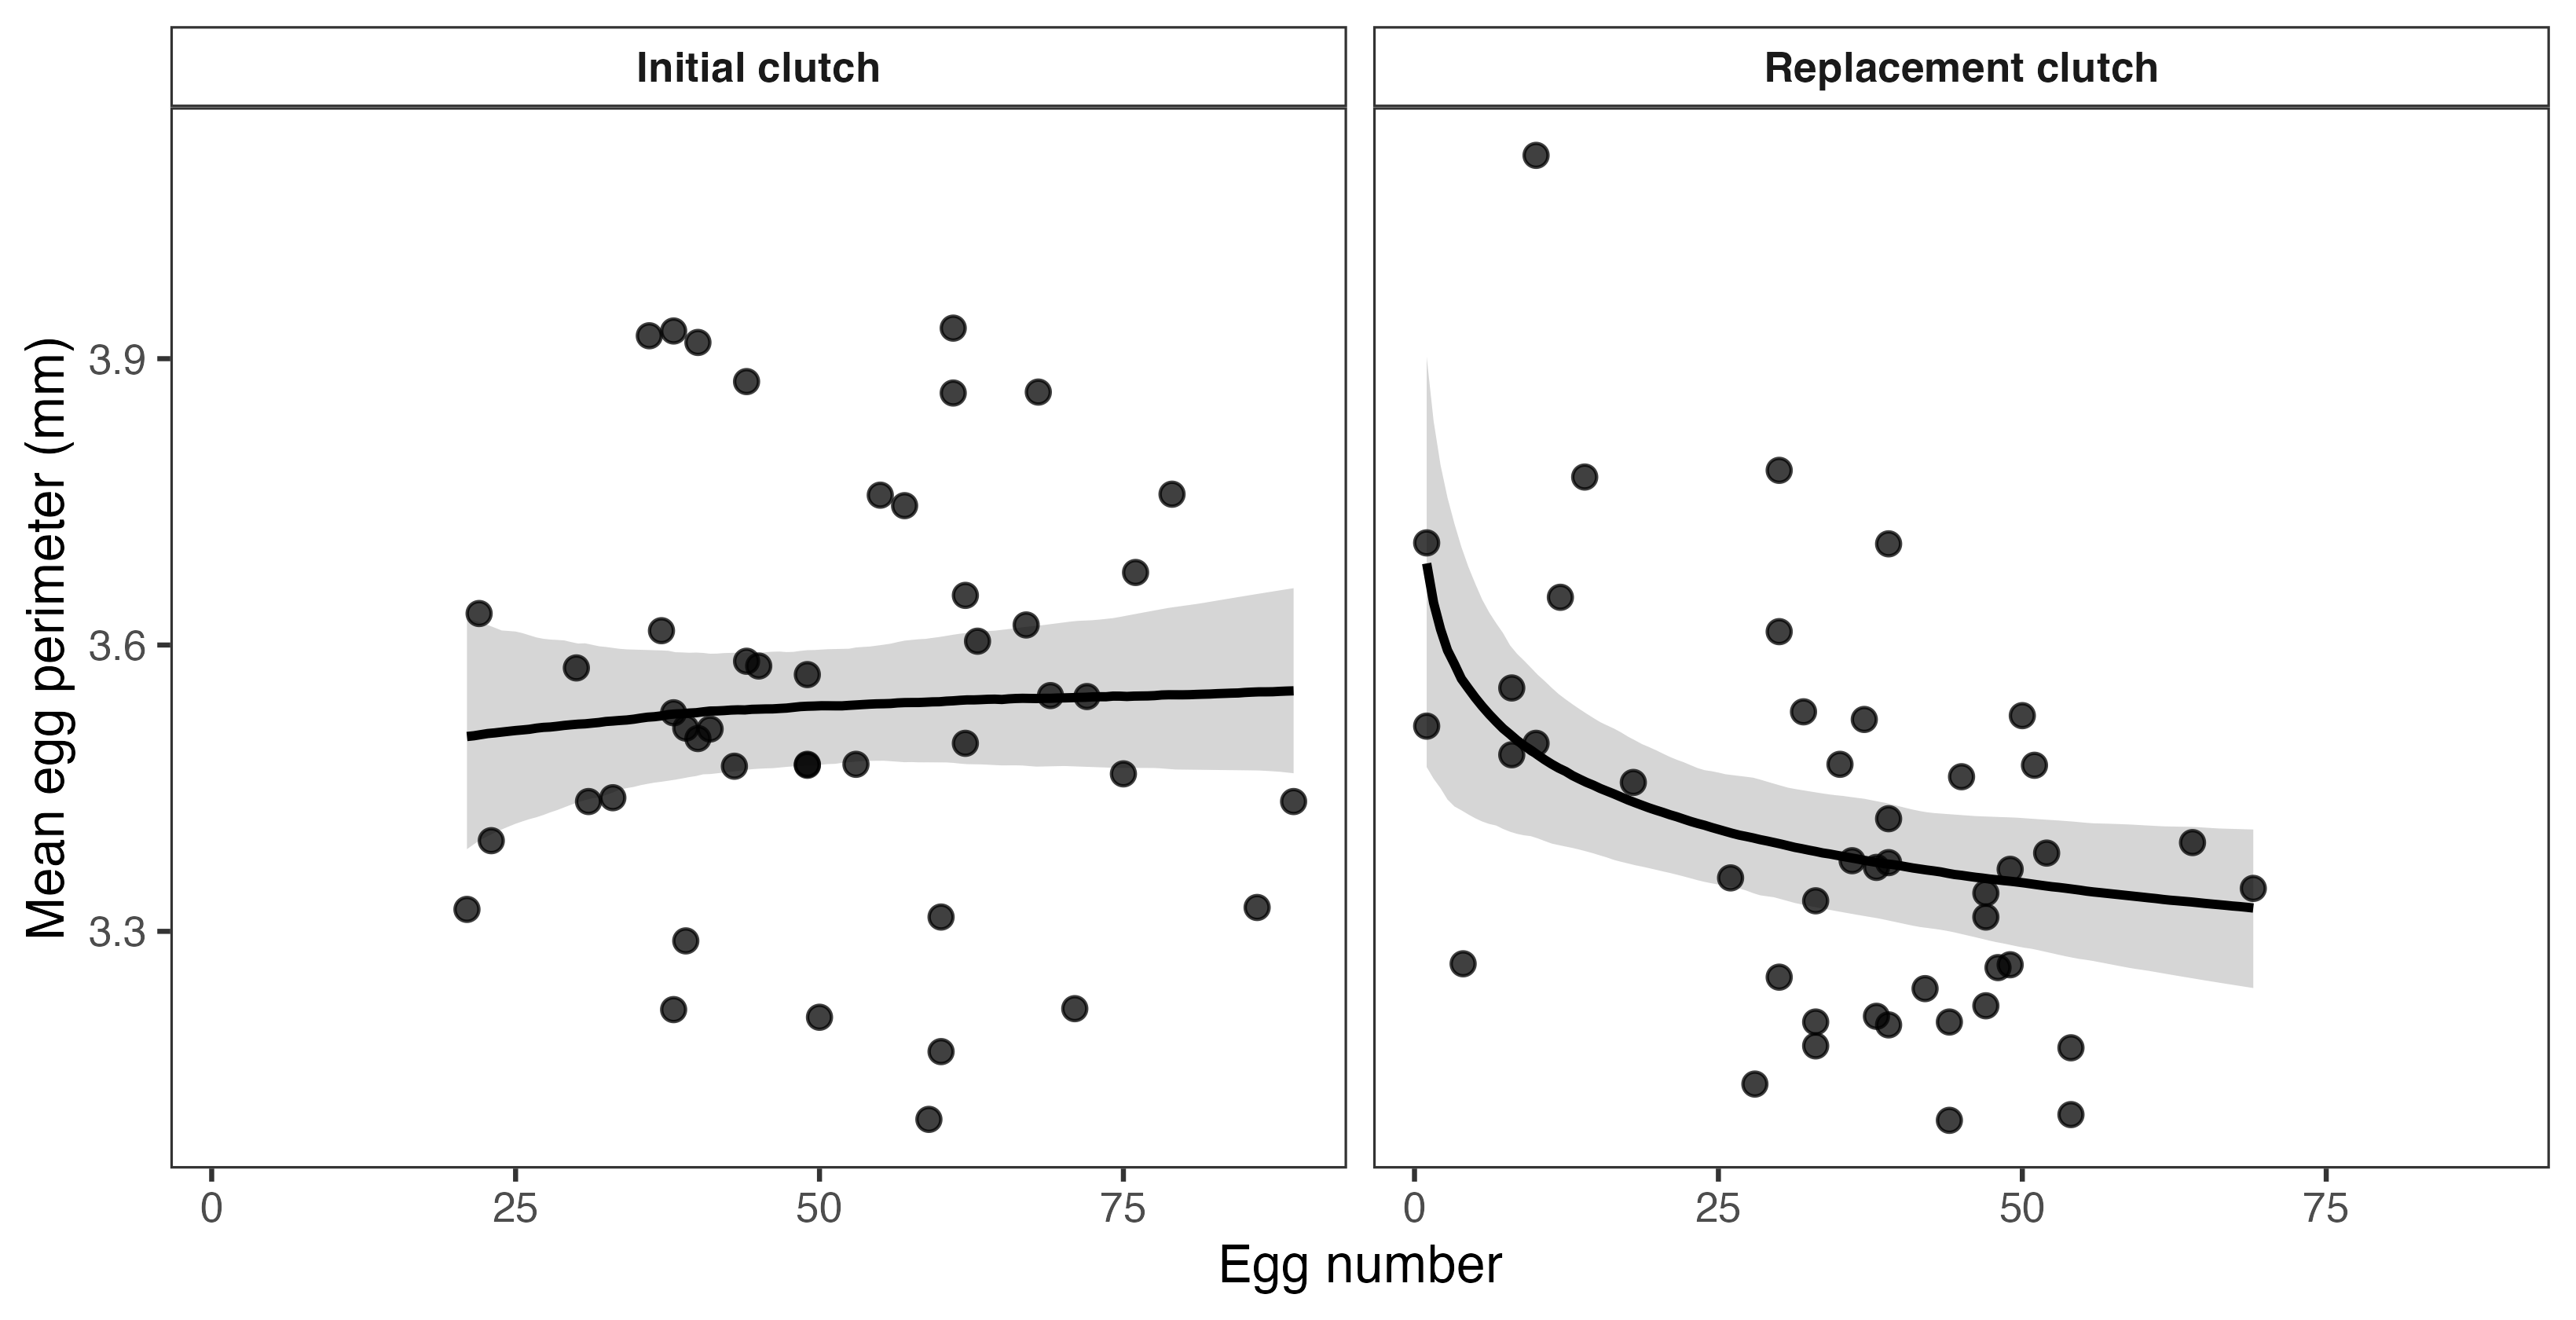 Initial clutch
Replacement clutch
Mean egg perimeter (mm)
3.9
3.6
3.3
0 25 50 75
0 25 50 75
Egg number